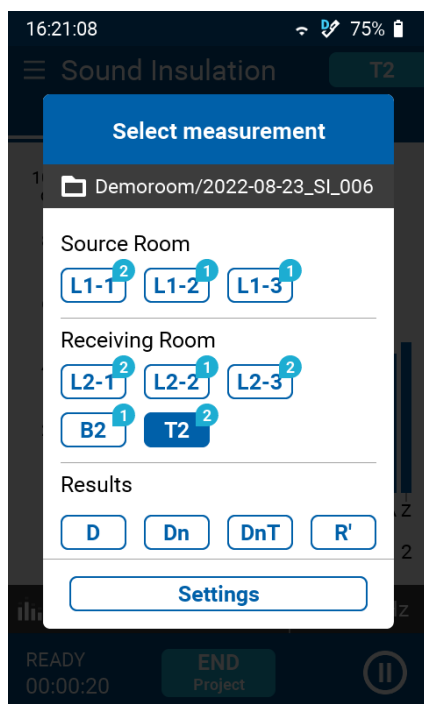 16:21:08 75%
Sound Insulation T2
Select measurement
Demoroom/2022-08-23_SI_006
Source Room
L1-1 2 L1-2 1 L1-3 1
Receiving Room
L2-1 2 L2-2 1 L2-3 2
B2 1 T2 2
Results
D Dn DnT R'
Z
2
Settings
z
READY END
00:00:20 Project